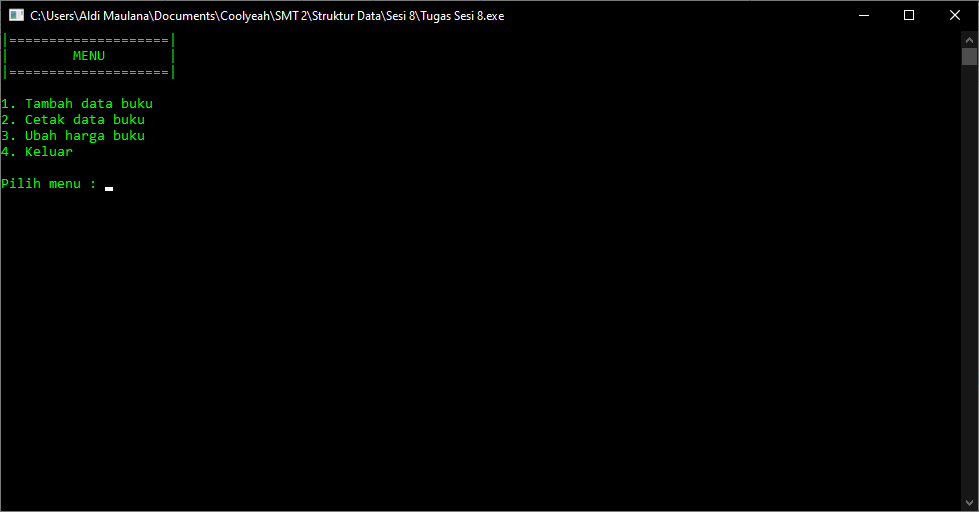 C:\Users\Aldi Maulana\Documents\Coolyeah\SMT 2\Struktur Data\Sesi 8\Tugas Sesi 8.exe
|====================|
|        MENU        |
|====================|
1. Tambah data buku
2. Cetak data buku
3. Ubah harga buku
4. Keluar
Pilih menu :